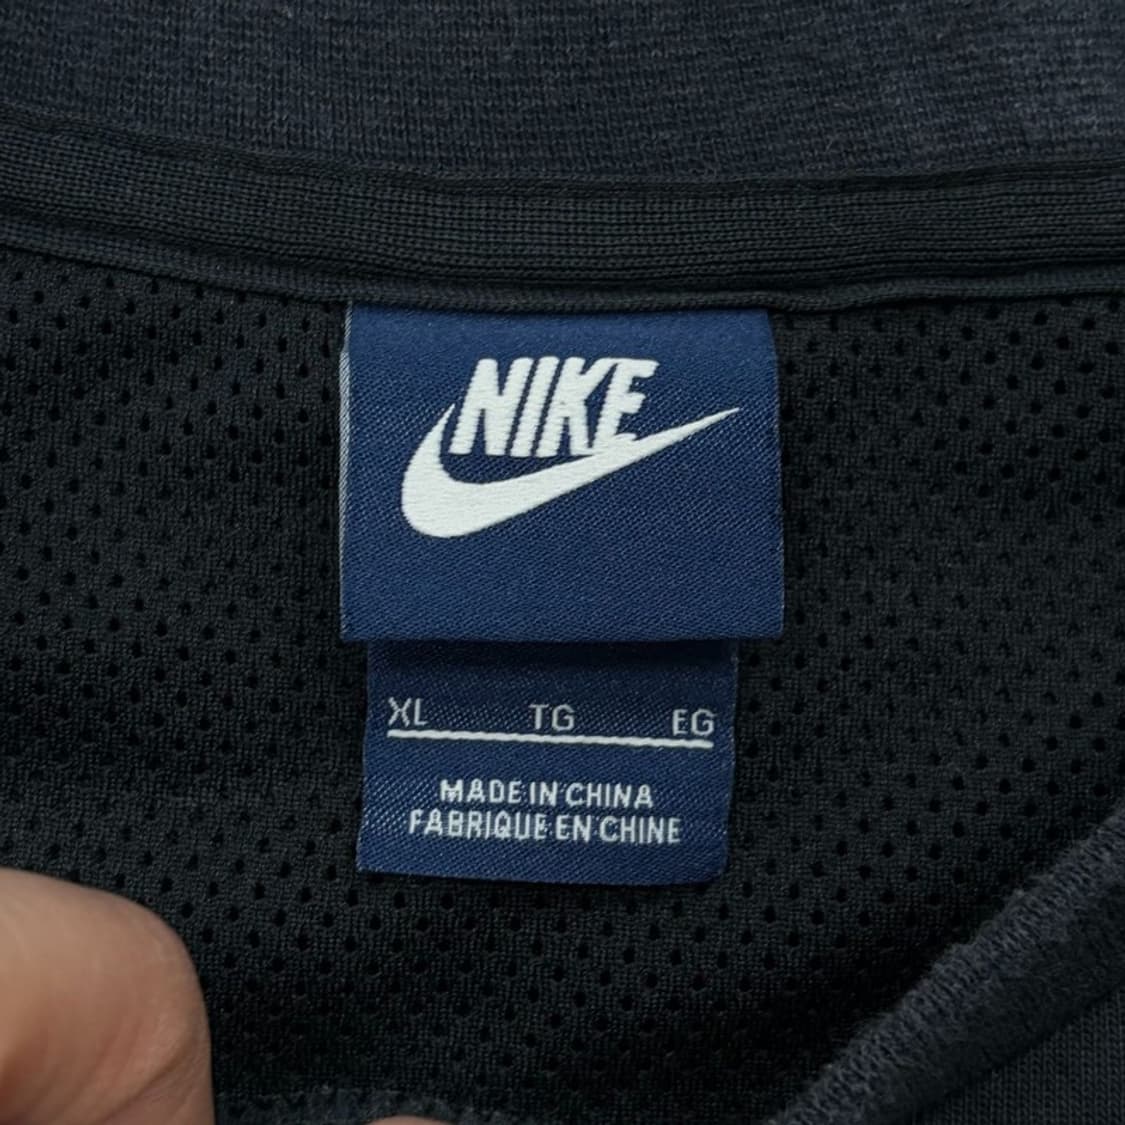 NIKE
XL TG EG
MADE IN CHINA
FABRIQUE EN CHINE